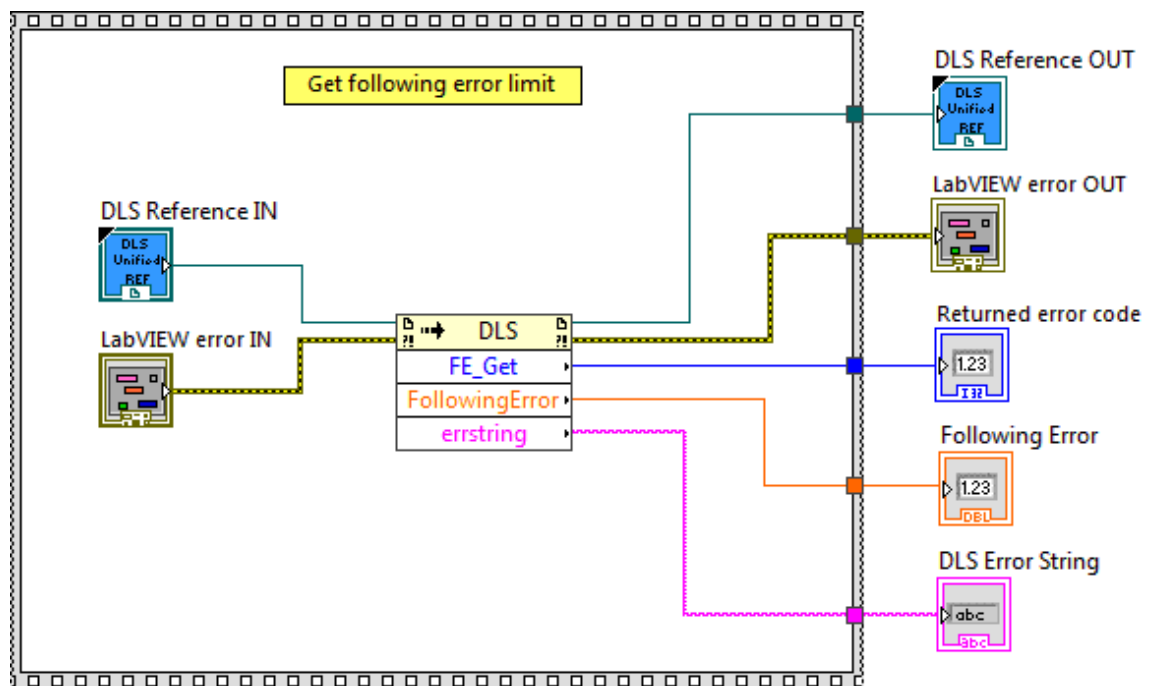 Get following error limit
DLS Reference OUT
DLS
Unified
REF
LabVIEW error OUT
DLS Reference IN
DLS
Unified
REF
LabVIEW error IN
?! DLS ?!
FE_Get
FollowingError
errstring
Returned error code
1.23
I32
Following Error
1.23
DBL
DLS Error String
abc
abc